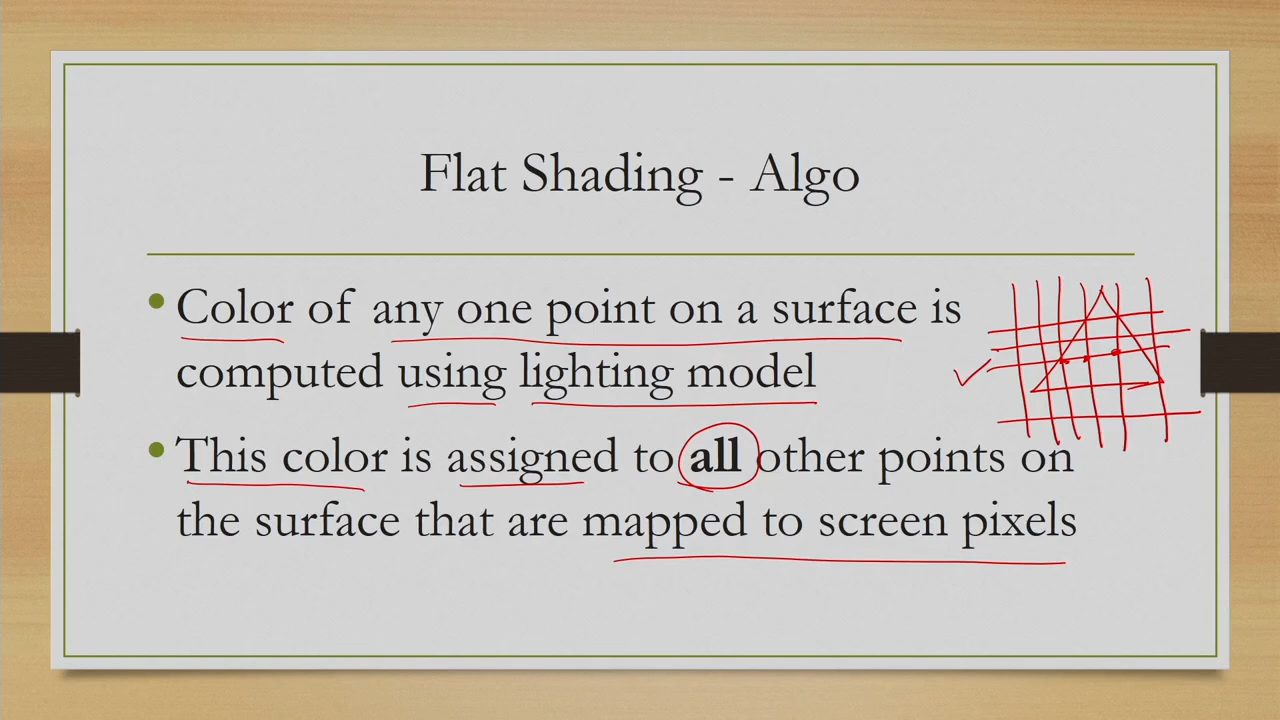 Flat Shading - Algo
• Color of any one point on a surface is
computed using lighting model
• This color is assigned to all other points on
the surface that are mapped to screen pixels